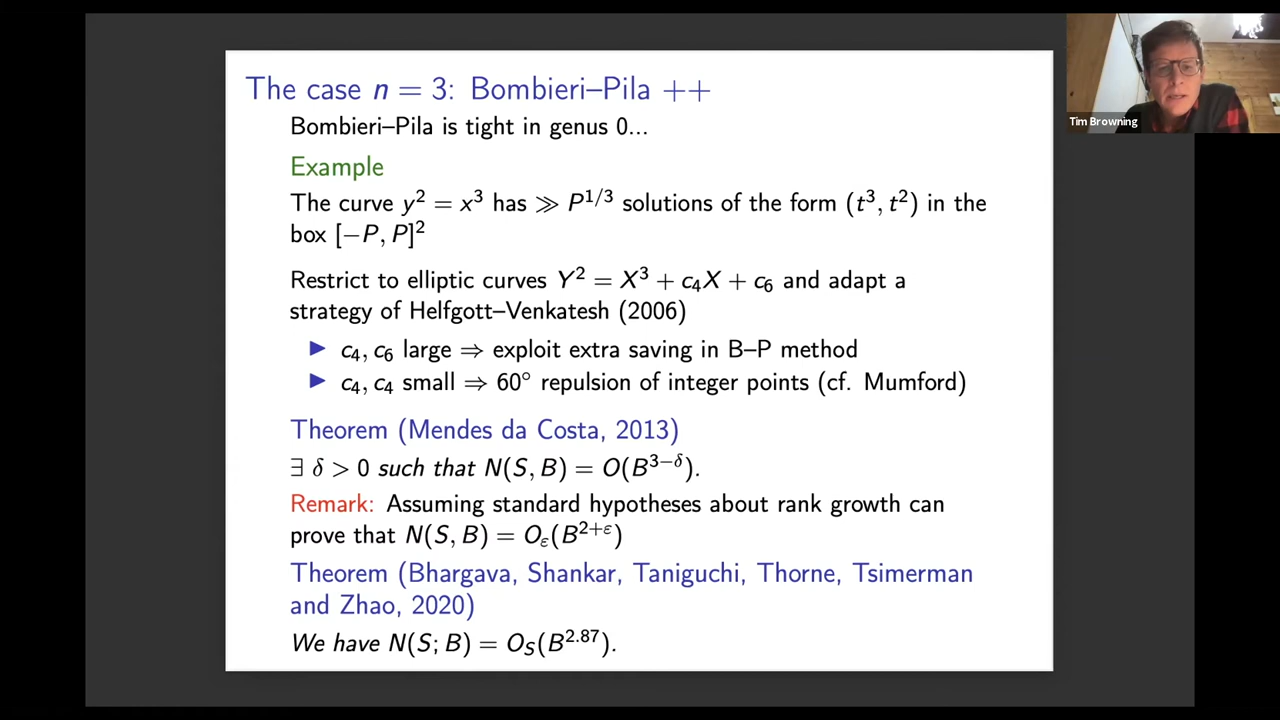 The case n = 3: Bombieri–Pila ++
Bombieri–Pila is tight in genus 0...
Example
The curve y² = x³ has ≫ P^{1/3} solutions of the form (t³, t²) in the
box [−P, P]²
Restrict to elliptic curves Y² = X³ + c₄X + c₆ and adapt a
strategy of Helfgott–Venkatesh (2006)
▶ c₄, c₆ large ⇒ exploit extra saving in B–P method
▶ c₄, c₄ small ⇒ 60° repulsion of integer points (cf. Mumford)
Theorem (Mendes da Costa, 2013)
∃ δ > 0 such that N(S, B) = O(B^{3−δ}).
Remark: Assuming standard hypotheses about rank growth can
prove that N(S, B) = O_ε(B^{2+ε})
Theorem (Bhargava, Shankar, Taniguchi, Thorne, Tsimerman
and Zhao, 2020)
We have N(S; B) = O_S(B^{2.87}).
Tim Browning